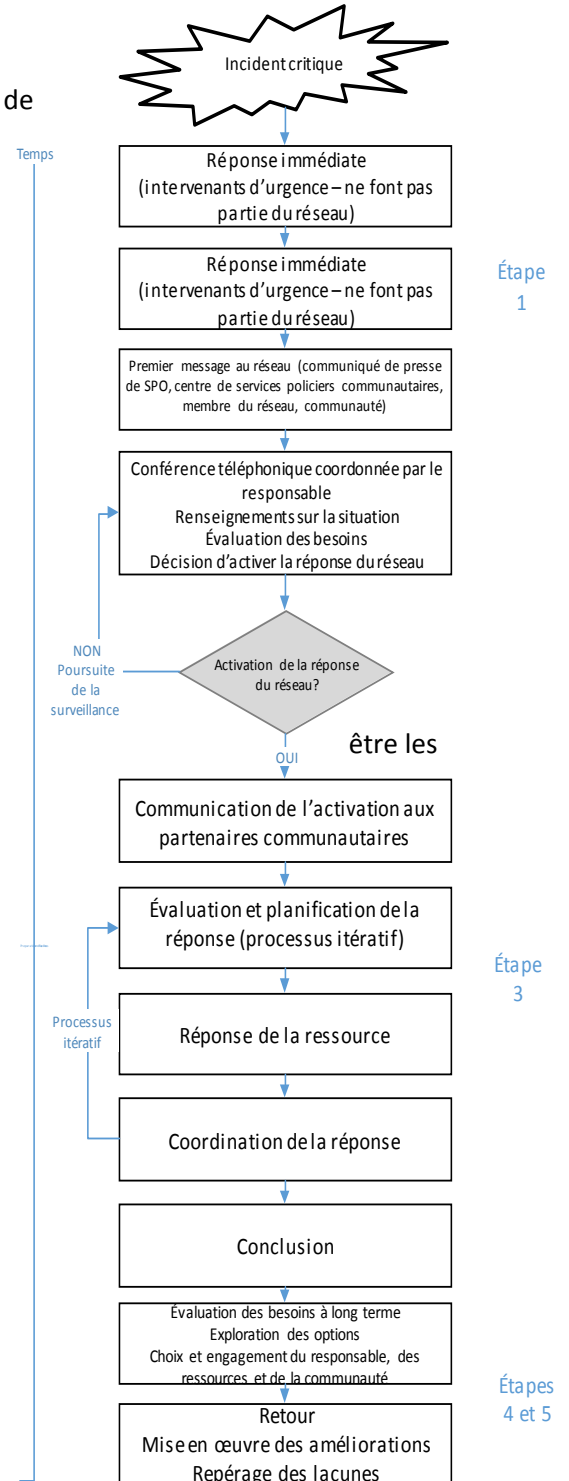 Incident critique
de
Temps
Réponse immédiate
(intervenants d’urgence – ne font pas
partie du réseau)
Réponse immédiate
(intervenants d’urgence – ne font pas
partie du réseau)
Étape
1
Premier message au réseau (communiqué de presse
de SPO, centre de services policiers communautaires,
membre du réseau, communauté)
Conférence téléphonique coordonnée par le
responsable
Renseignements sur la situation
Évaluation des besoins
Décision d’activer la réponse du réseau
Activation de la réponse
du réseau?
NON
Poursuite
de la
surveillance
être les
OUI
Communication de l’activation aux
partenaires communautaires
Évaluation et planification de la
réponse (processus itératif)
Étape
3
Processus
itératif
Réponse de la ressource
Coordination de la réponse
Conclusion
Évaluation des besoins à long terme
Exploration des options
Choix et engagement du responsable, des
ressources et de la communauté
Étapes
4 et 5
Retour
Mise en œuvre des améliorations
Repérage des lacunes